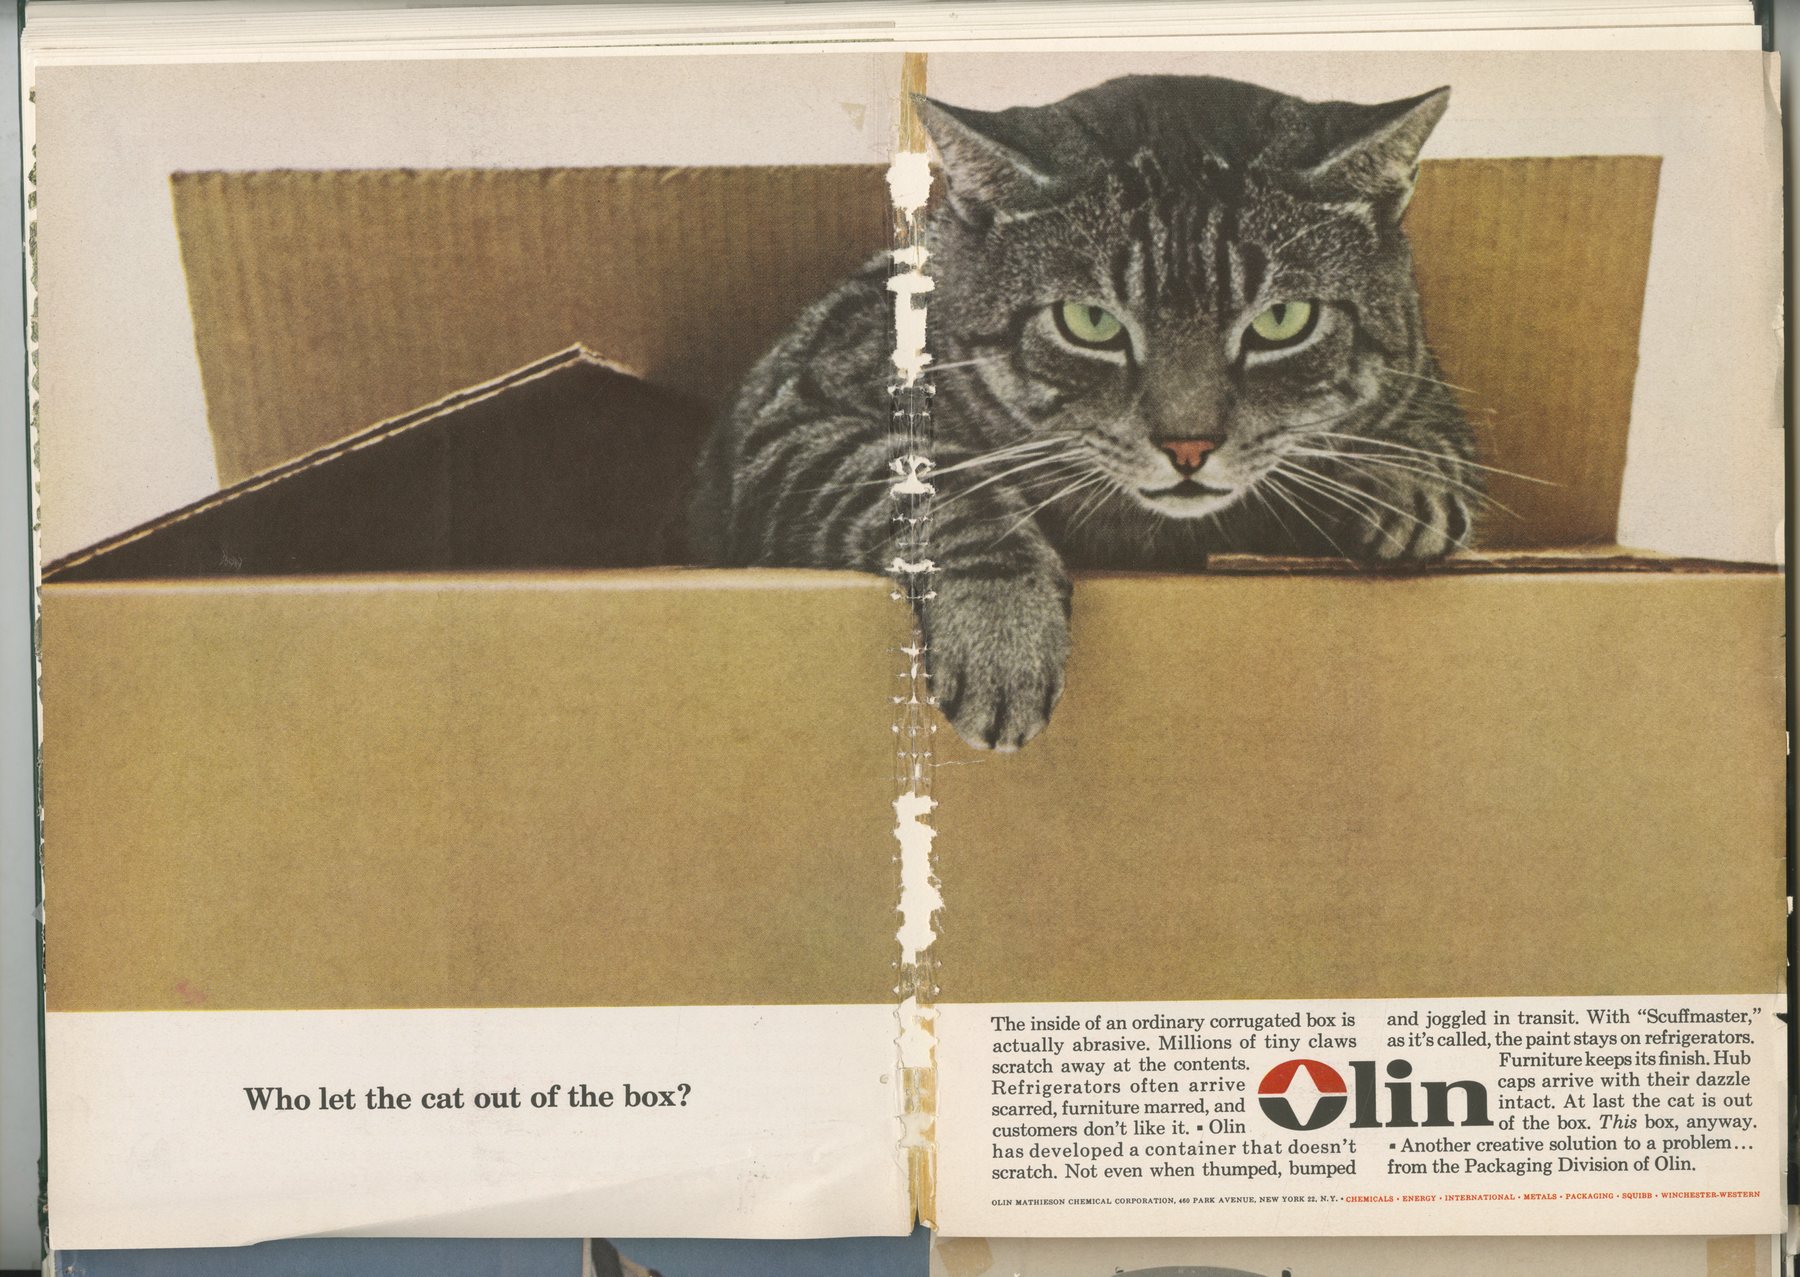 Who let the cat out of the box?
The inside of an ordinary corrugated box is
actually abrasive. Millions of tiny claws
scratch away at the contents.
Refrigerators often arrive
scarred, furniture marred, and
customers don't like it. ▪ Olin
has developed a container that doesn't
scratch. Not even when thumped, bumped
Olin
and joggled in transit. With “Scuffmaster,”
as it's called, the paint stays on refrigerators.
Furniture keeps its finish. Hub
caps arrive with their dazzle
intact. At last the cat is out
of the box. This box, anyway.
▪ Another creative solution to a problem...
from the Packaging Division of Olin.
OLIN MATHIESON CHEMICAL CORPORATION, 460 PARK AVENUE, NEW YORK 22, N.Y. • CHEMICALS • ENERGY • INTERNATIONAL • METALS • PACKAGING • SQUIBB • WINCHESTER-WESTERN